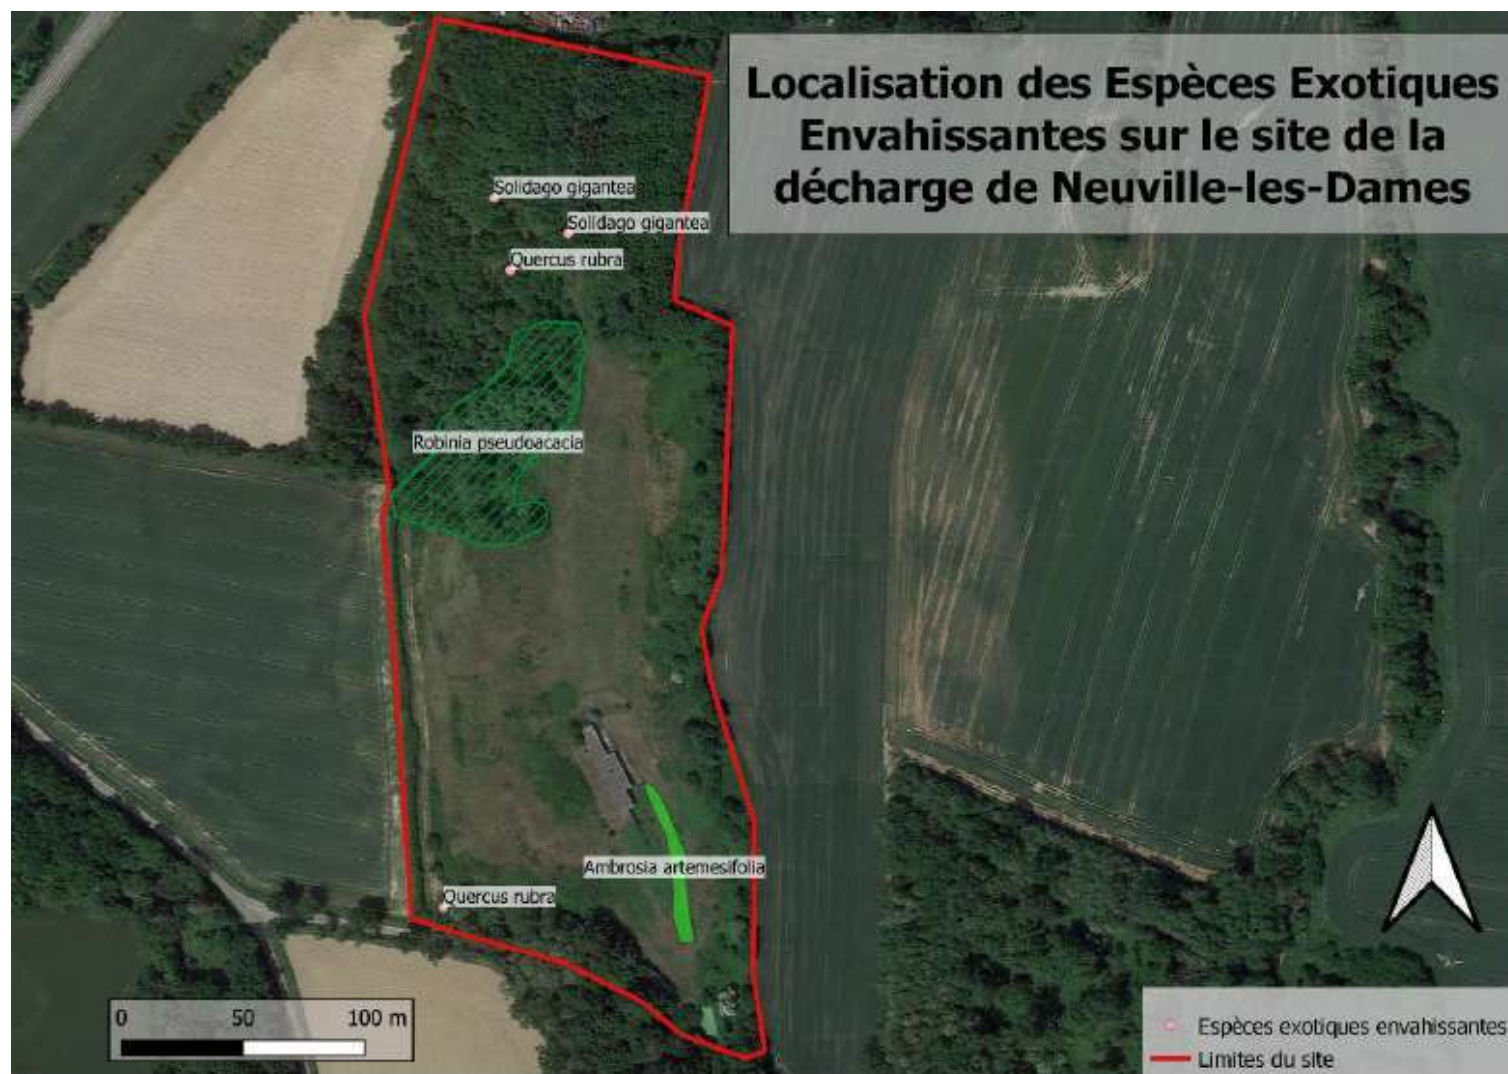 Localisation des Espèces Exotiques
Envahissantes sur le site de la
décharge de Neuville-les-Dames
Solidago gigantea
Solidago gigantea
Quercus rubra
Robinia pseudoacacia
Ambrosia artemesifolia
Quercus rubra
0 50 100 m
Espèces exotiques envahissantes
Limites du site